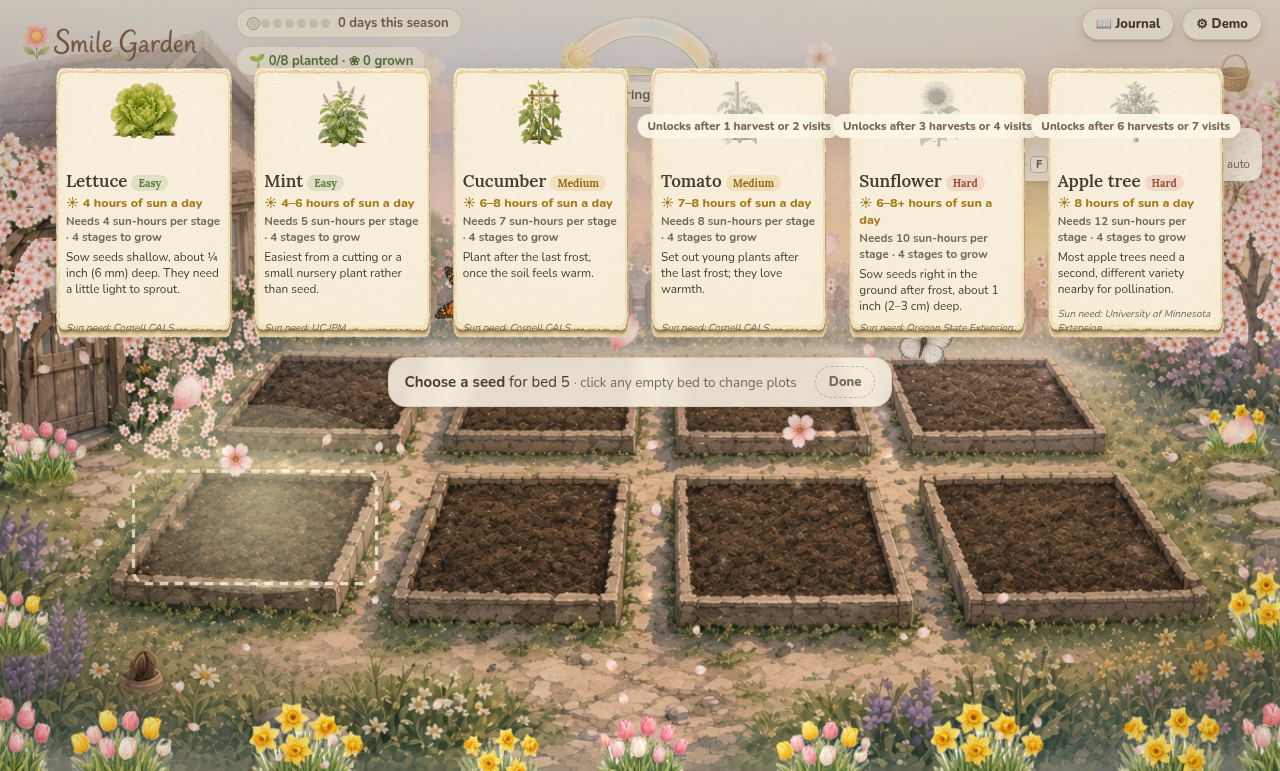 Smile Garden
0 days this season
0/8 planted · ❀ 0 grown
📖 Journal
⚙ Demo
ring
F
auto
Lettuce Easy
☀ 4 hours of sun a day
Needs 4 sun-hours per stage
· 4 stages to grow
Sow seeds shallow, about ¼
inch (6 mm) deep. They need
a little light to sprout.
Sun need: Cornell CALS
Mint Easy
☀ 4–6 hours of sun a day
Needs 5 sun-hours per stage
· 4 stages to grow
Easiest from a cutting or a
small nursery plant rather
than seed.
Sun need: UC IPM
Cucumber Medium
☀ 6–8 hours of sun a day
Needs 7 sun-hours per stage
· 4 stages to grow
Plant after the last frost,
once the soil feels warm.
Sun need: Cornell CALS
Unlocks after 1 harvest or 2 visits
Tomato Medium
☀ 7–8 hours of sun a day
Needs 8 sun-hours per stage
· 4 stages to grow
Set out young plants after
the last frost; they love
warmth.
Sun need: Cornell CALS
Unlocks after 3 harvests or 4 visits
Sunflower Hard
☀ 6–8+ hours of sun a
day
Needs 10 sun-hours per
stage · 4 stages to grow
Sow seeds right in the
ground after frost, about 1
inch (2–3 cm) deep.
Sun need: Oregon State Extension
Unlocks after 6 harvests or 7 visits
Apple tree Hard
☀ 8 hours of sun a day
Needs 12 sun-hours per
stage · 4 stages to grow
Most apple trees need a
second, different variety
nearby for pollination.
Sun need: University of Minnesota
Extension
Choose a seed for bed 5 · click any empty bed to change plots
Done